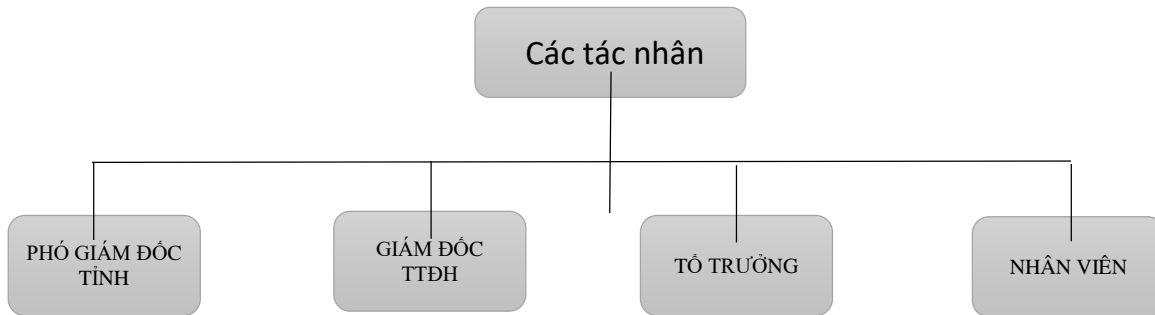 Các tác nhân
PHÓ GIÁM ĐỐC
TỈNH
GIÁM ĐỐC
TTĐH
TỔ TRƯỞNG
NHÂN VIÊN